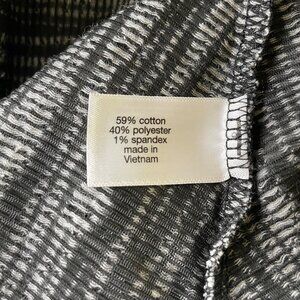 59% cotton
40% polyester
1% spandex
made in
Vietnam